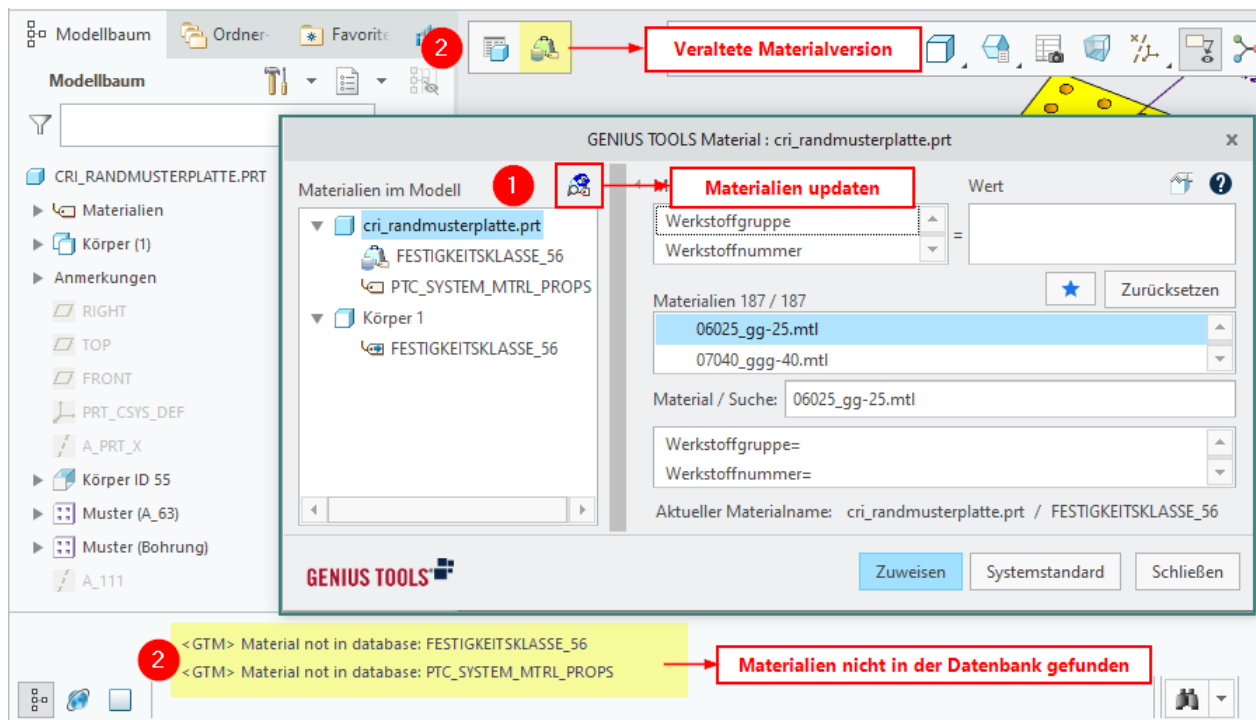 Modellbaum
Ordner-
Favorite
2
Veraltete Materialversion
Modellbaum
GENIUS TOOLS Material : cri_randmusterplatte.prt
CRI_RANDMUSTERPLATTE.PRT
Materialien
Körper (1)
Anmerkungen
RIGHT
TOP
FRONT
PRT_CSYS_DEF
A_PRT_X
Körper ID 55
Muster (A_63)
Muster (Bohrung)
A_111
Materialien im Modell
1
Materialien updaten
cri_randmusterplatte.prt
FESTIGKEITSKLASSE_56
PTC_SYSTEM_MTRL_PROPS
Körper 1
FESTIGKEITSKLASSE_56
Wert
Werkstoffgruppe
Werkstoffnummer
=
Materialien 187 / 187
Zurücksetzen
06025_gg-25.mtl
07040_ggg-40.mtl
Material / Suche: 06025_gg-25.mtl
Werkstoffgruppe=
Werkstoffnummer=
Aktueller Materialname: cri_randmusterplatte.prt / FESTIGKEITSKLASSE_56
GENIUS TOOLS
Zuweisen
Systemstandard
Schließen
2
<GTM> Material not in database: FESTIGKEITSKLASSE_56
<GTM> Material not in database: PTC_SYSTEM_MTRL_PROPS
Materialien nicht in der Datenbank gefunden